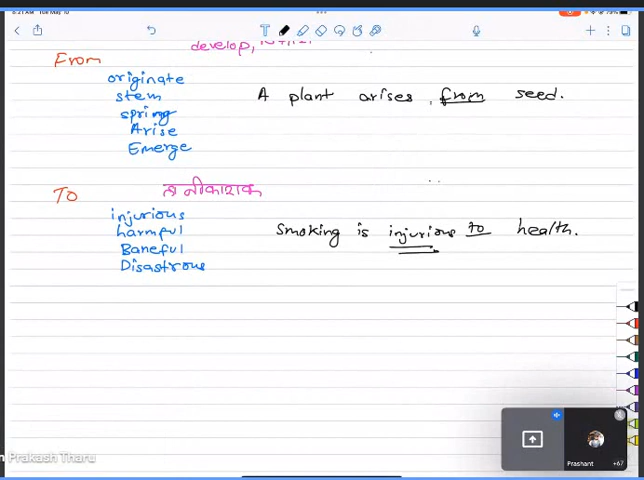 develop,
From
originate
stem
spring
Arise
Emerge
A plant arises from seed.
To
injurious
harmful
Baneful
Disastrous
Smoking is injurious to health.
Prakash Tharu
Prashant
+67